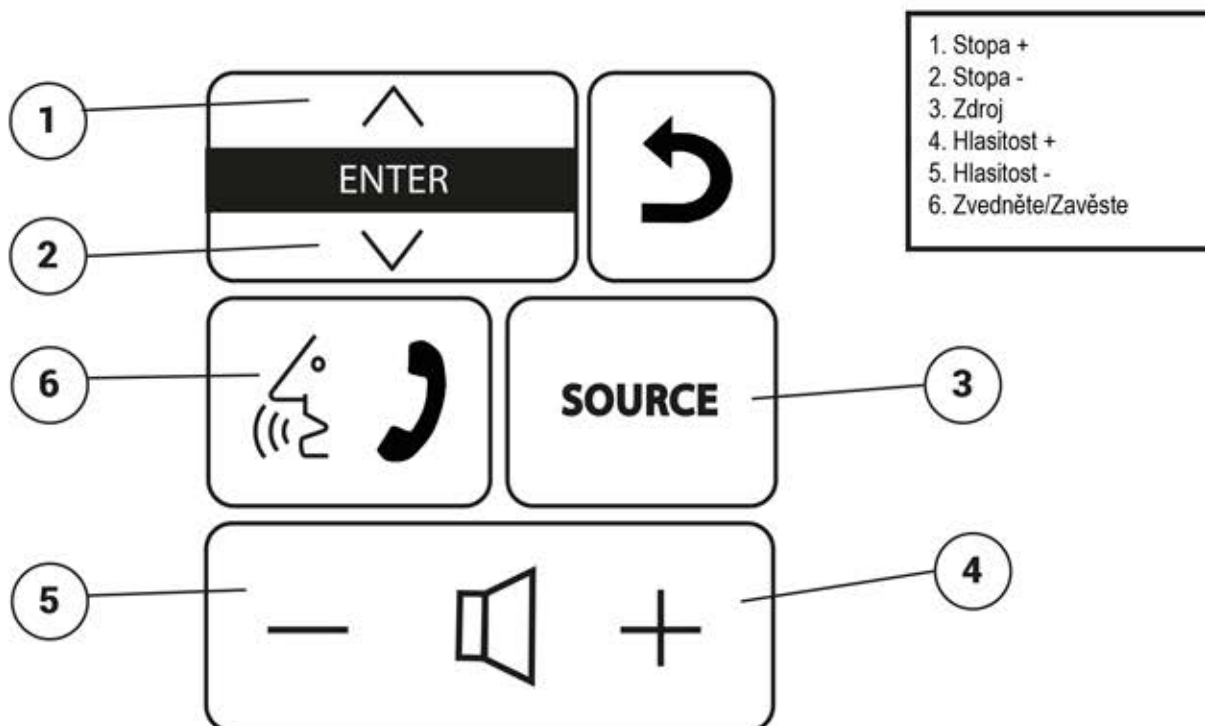 1. Stopa +
2. Stopa -
3. Zdroj
4. Hlasitost +
5. Hlasitost -
6. Zvedněte/Zavěste
1
ENTER
2
6
SOURCE
3
5
4